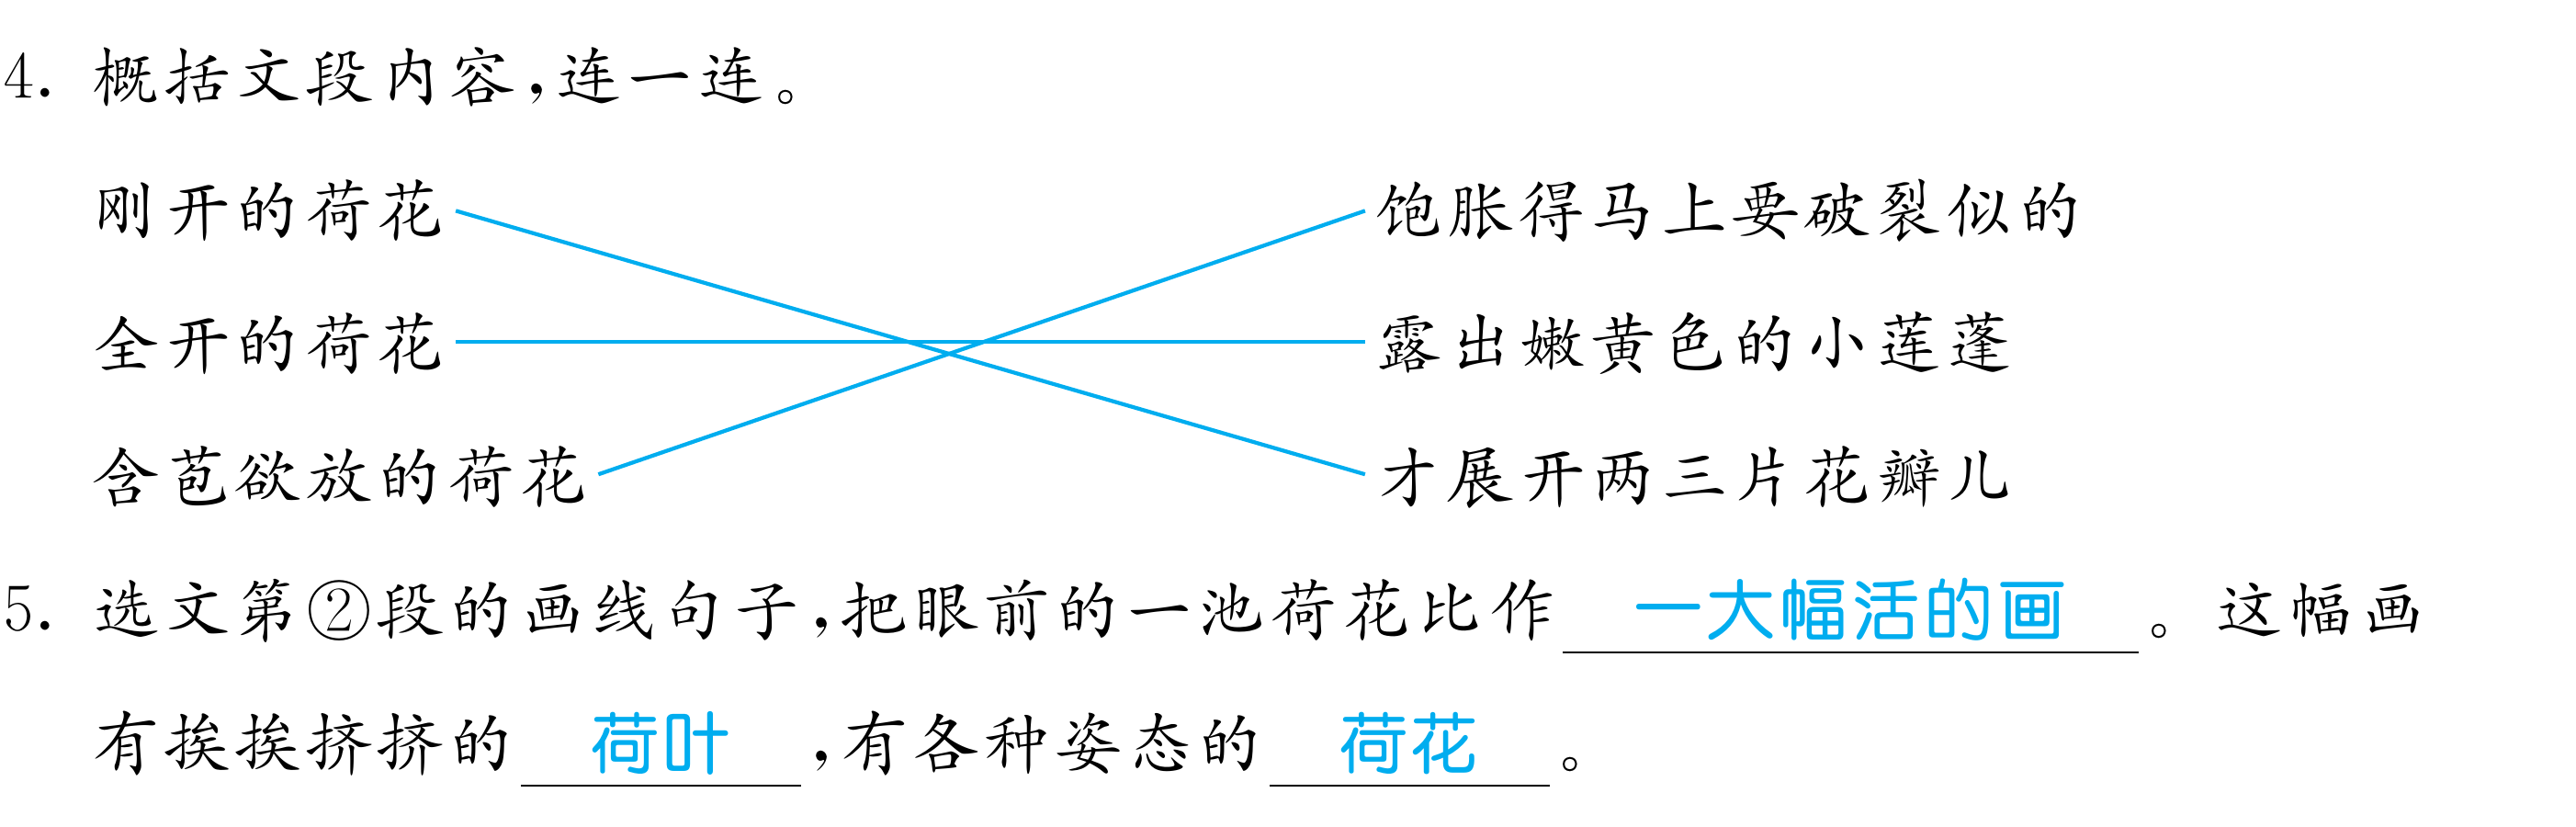 4. 概括文段内容,连一连。
刚开的荷花 饱胀得马上要破裂似的
全开的荷花 露出嫩黄色的小莲蓬
含苞欲放的荷花 才展开两三片花瓣儿
5. 选文第②段的画线句子,把眼前的一池荷花比作 一大幅活的画 。这幅画
有挨挨挤挤的 荷叶 ,有各种姿态的 荷花 。